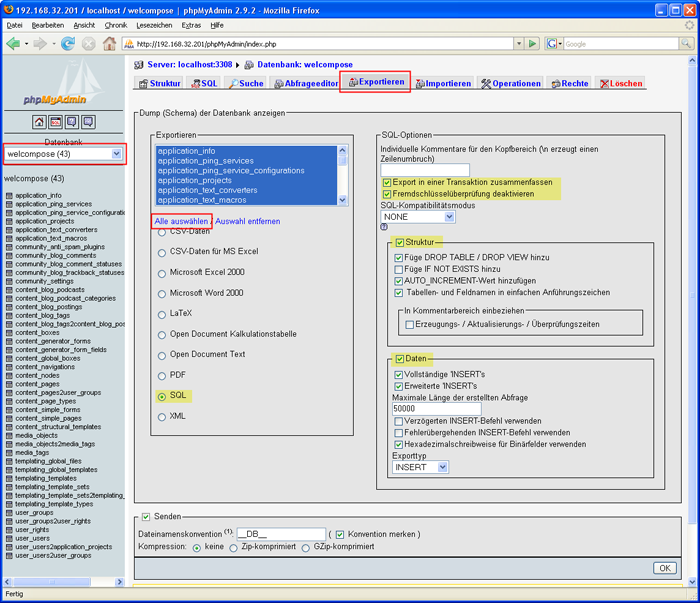 192.168.32.201 / localhost / welcompose | phpMyAdmin 2.9.2 - Mozilla Firefox
Datei Bearbeiten Ansicht Chronik Lesezeichen Extras Hilfe
http://192.168.32.201/phpMyAdmin/index.php
Google
phpMyAdmin
Datenbank
welcompose (43)
welcompose (43)
application_info
application_ping_services
application_ping_service_configuratio
application_projects
application_text_converters
application_text_macros
community_anti_spam_plugins
community_blog_comments
community_blog_comment_statuses
community_blog_trackback_statuses
community_settings
content_blog_podcasts
content_blog_podcast_categories
content_blog_postings
content_blog_tags
content_blog_tags2content_blog_pos
content_boxes
content_generator_forms
content_generator_form_fields
content_global_boxes
content_navigations
content_nodes
content_pages
content_pages2user_groups
content_page_types
content_simple_forms
content_simple_pages
content_structural_templates
media_objects
media_objects2media_tags
media_tags
templating_global_files
templating_global_templates
templating_templates
templating_template_sets
templating_template_sets2templating_
templating_template_types
user_groups
user_groups2user_rights
user_rights
user_users
user_users2application_projects
user_users2user_groups
Server: localhost:3308 Datenbank: welcompose
Struktur SQL Suche Abfrageeditor Exportieren Importieren Operationen Rechte Löschen
Dump (Schema) der Datenbank anzeigen
Exportieren
application_info
application_ping_services
application_ping_service_configurations
application_projects
application_text_converters
application_text_macros
Alle auswählen / Auswahl entfernen
CSV-Daten
CSV-Daten für MS Excel
Microsoft Excel 2000
Microsoft Word 2000
LaTeX
Open Document Kalkulationstabelle
Open Document Text
PDF
SQL
XML
SQL-Optionen
Individuelle Kommentare für den Kopfbereich (\n erzeugt einen
Zeilenumbruch)
Export in einer Transaktion zusammenfassen
Fremdschlüsselüberprüfung deaktivieren
SQL-Kompatibilitätsmodus
NONE
Struktur
Füge DROP TABLE / DROP VIEW hinzu
Füge IF NOT EXISTS hinzu
AUTO_INCREMENT-Wert hinzufügen
Tabellen- und Feldnamen in einfachen Anführungszeichen
In Kommentarbereich einbeziehen
Erzeugungs- / Aktualisierungs- / Überprüfungszeiten
Daten
Vollständige 'INSERT's
Erweiterte 'INSERT's
Maximale Länge der erstellten Abfrage
50000
Verzögerten INSERT-Befehl verwenden
Fehlerübergehenden INSERT-Befehl verwenden
Hexadezimalschreibweise für Binärfelder verwenden
Exporttyp
INSERT
Senden
Dateinamenskonvention (1): __DB__ ( Konvention merken )
Kompression: keine Zip-komprimiert GZip-komprimiert
OK
Fertig